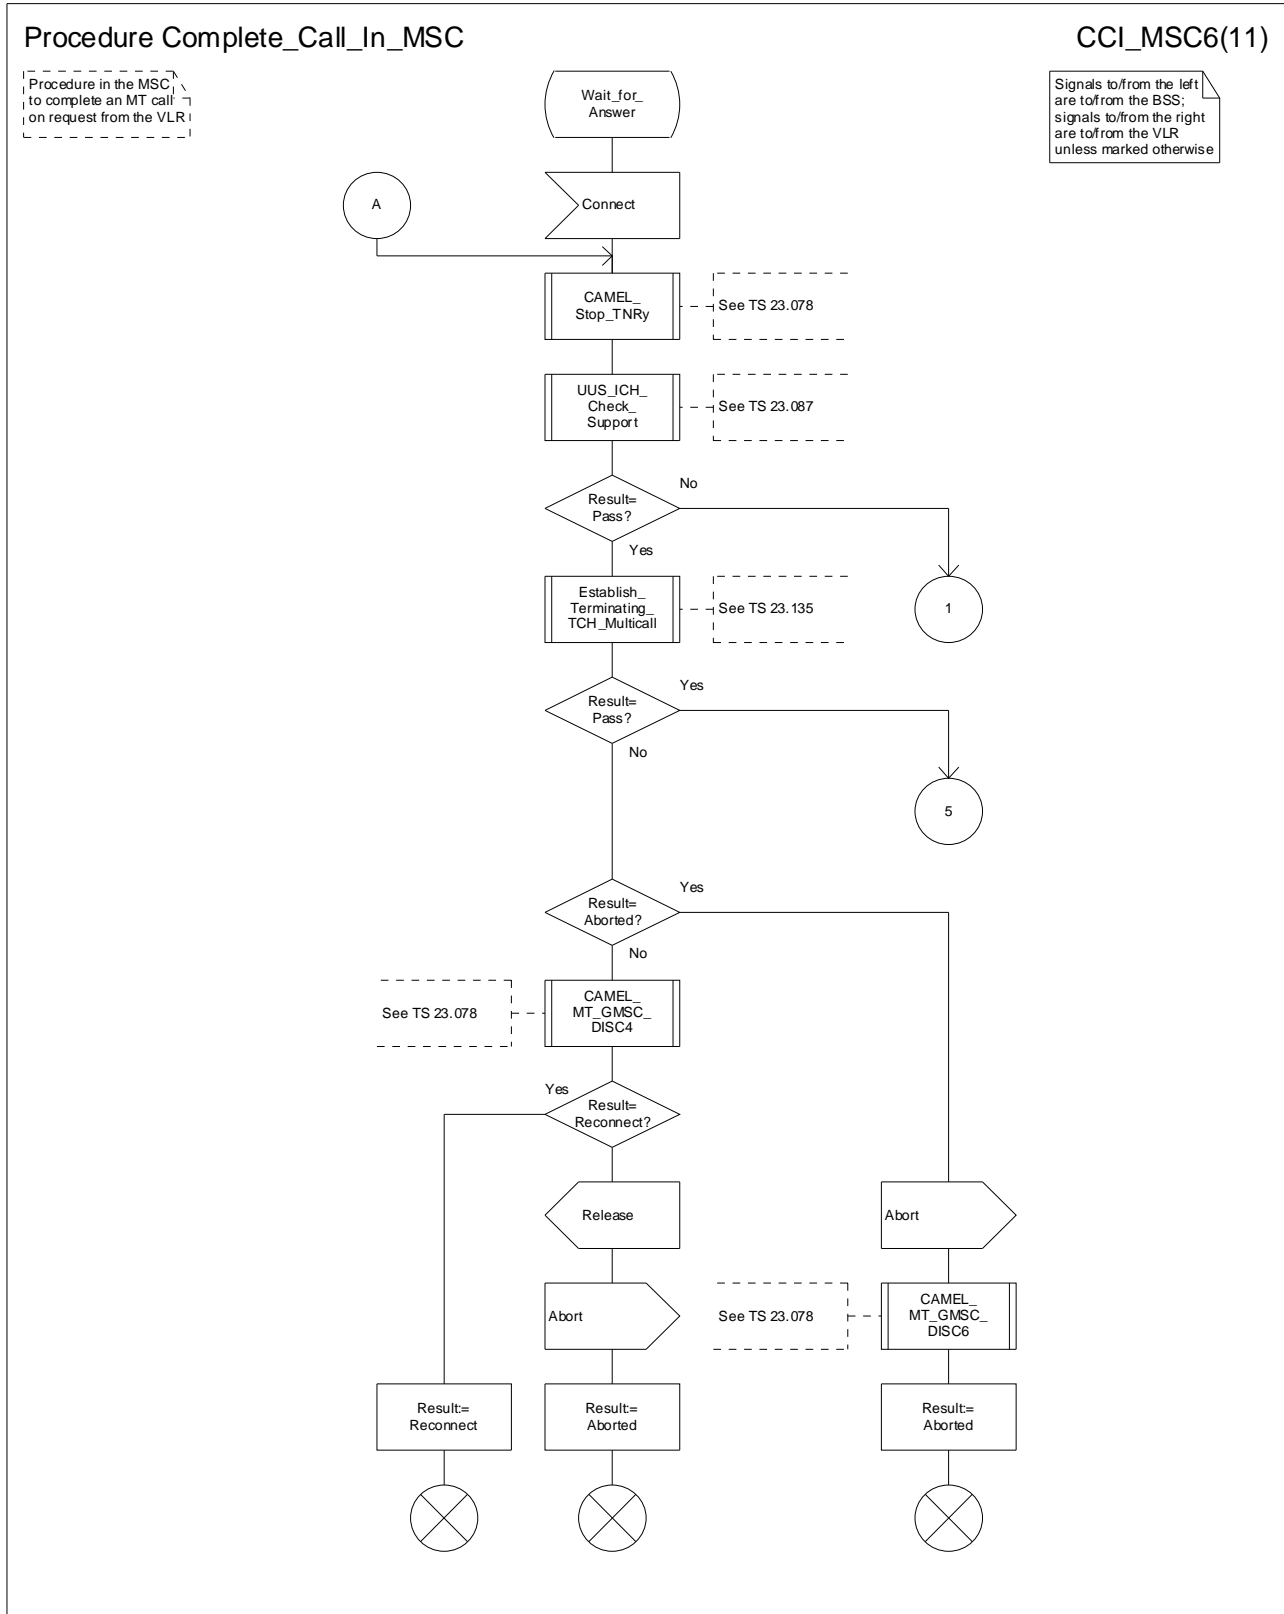 Procedure Complete_Call_In_MSC
CCI_MSC6(11)
Procedure in the MSC
to complete an MT call
on request from the VLR
Signals to/from the left
are to/from the BSS;
signals to/from the right
are to/from the VLR
unless marked otherwise
Wait_for_
Answer
A
Connect
CAMEL_
Stop_TNRy
See TS 23.078
UUS_ICH_
Check_
Support
See TS 23.087
Result=
Pass?
No
Yes
1
Establish_
Terminating_
TCH_Multicall
See TS 23.135
Result=
Pass?
Yes
No
5
Result=
Aborted?
Yes
No
See TS 23.078
CAMEL_
MT_GMSC_
DISC4
Yes
Result=
Reconnect?
Release
Abort
Abort
See TS 23.078
CAMEL_
MT_GMSC_
DISC6
Result:=
Reconnect
Result:=
Aborted
Result:=
Aborted